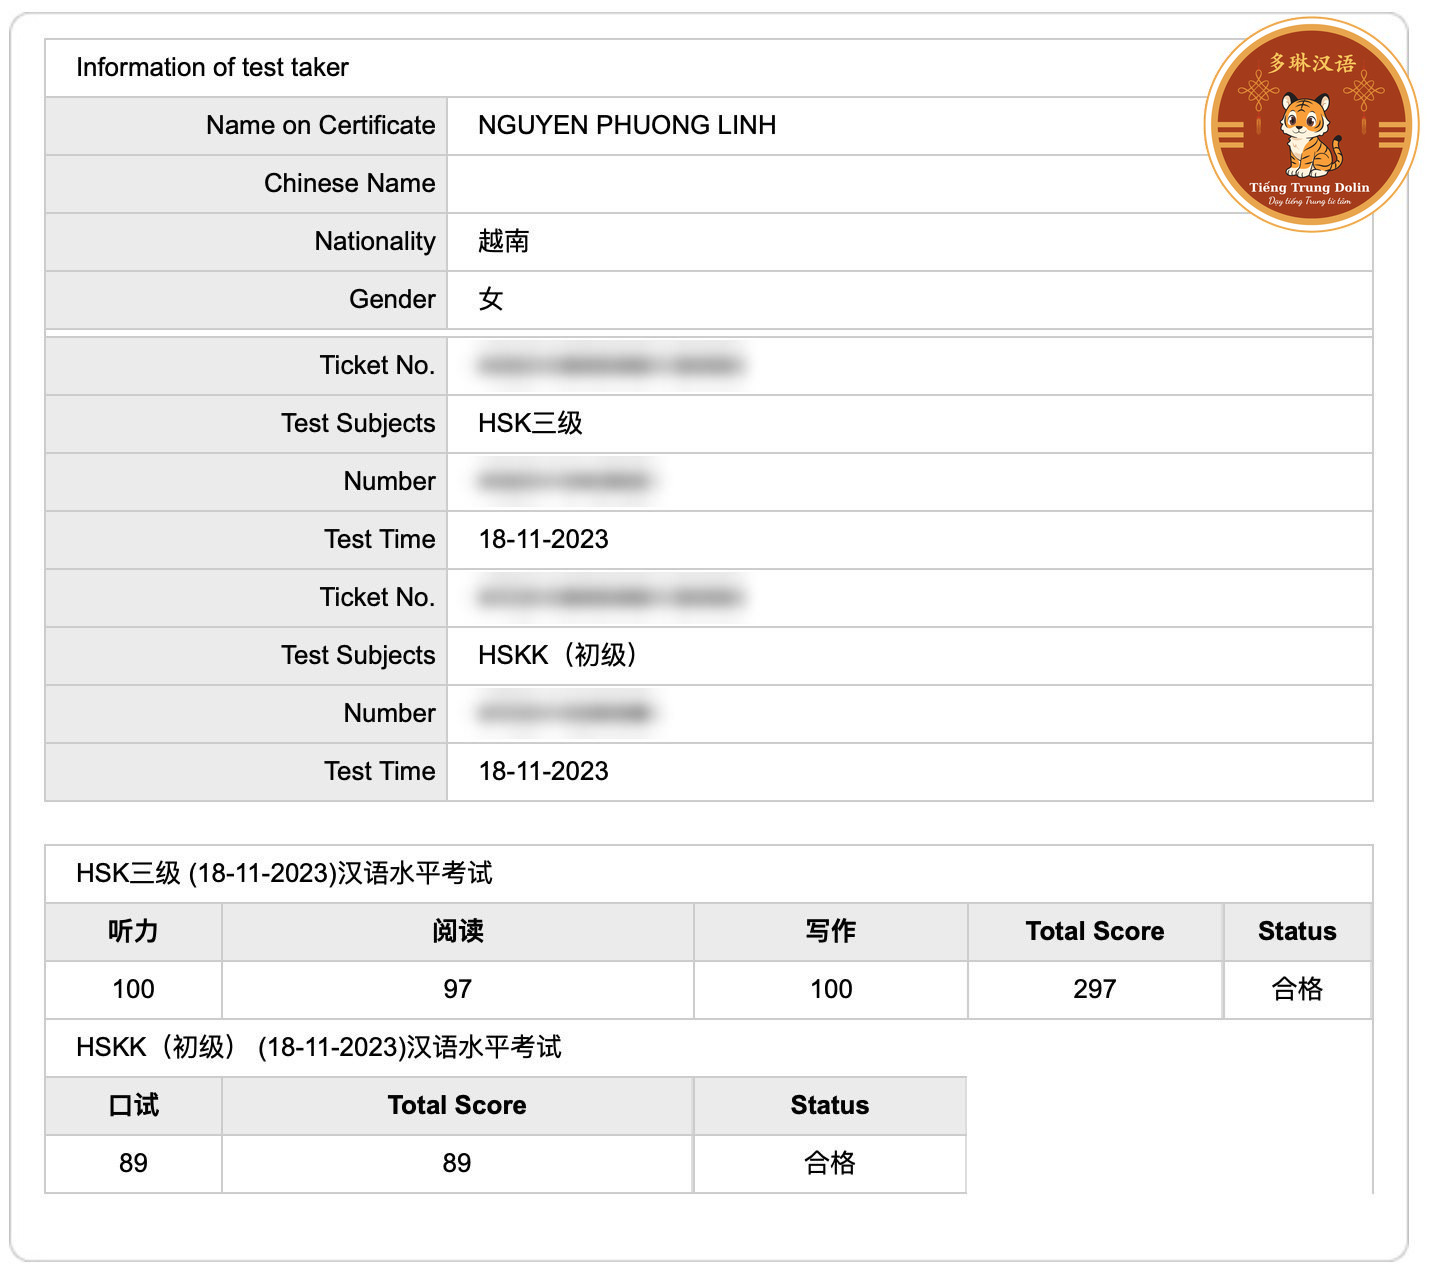 多琳汉语
Tiếng Trung Dolin
Dạy tiếng Trung từ tâm
Information of test taker
Name on Certificate NGUYEN PHUONG LINH
Chinese Name
Nationality 越南
Gender 女
Ticket No.
Test Subjects HSK三级
Number
Test Time 18-11-2023
Ticket No.
Test Subjects HSKK（初级）
Number
Test Time 18-11-2023
HSK三级 (18-11-2023)汉语水平考试
听力 阅读 写作 Total Score Status
100 97 100 297 合格
HSKK（初级） (18-11-2023)汉语水平考试
口试 Total Score Status
89 89 合格